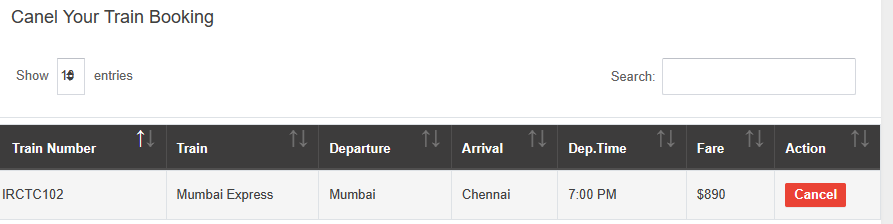 Canel Your Train Booking
Show 10 entries Search:
Train Number Train Departure Arrival Dep.Time Fare Action
IRCTC102 Mumbai Express Mumbai Chennai 7:00 PM $890 Cancel